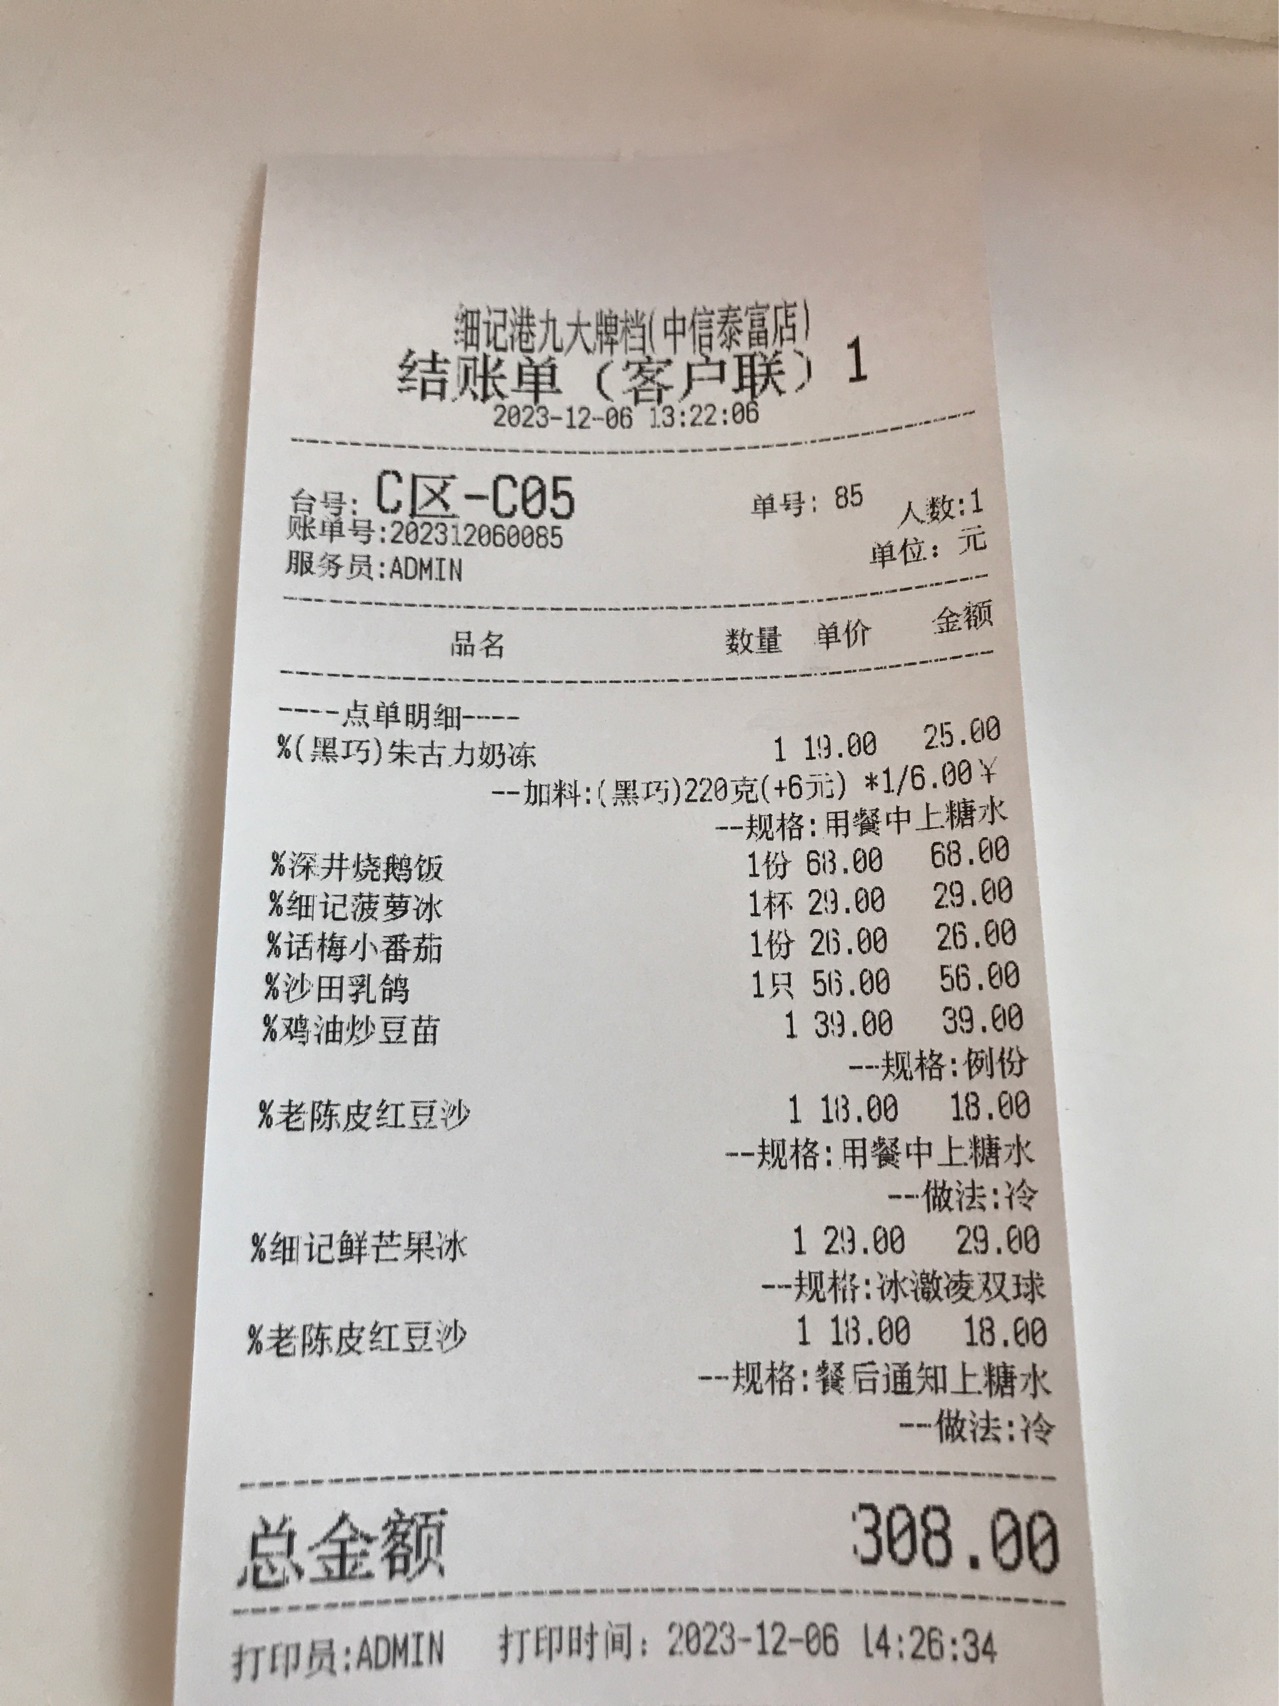 细记港九大牌档(中信泰富店)
结账单（客户联）1
2023-12-06 13:22:06
台号: C区-C05 单号: 85 人数:1
账单号:202312060085 单位: 元
服务员:ADMIN
品名 数量 单价 金额
----点单明细----
%(黑巧)朱古力奶冻 1 19.00 25.00
--加料:(黑巧)220克(+6元) *1/6.00¥
--规格:用餐中上糖水
%深井烧鹅饭 1份 68.00 68.00
%细记菠萝冰 1杯 29.00 29.00
%话梅小番茄 1份 26.00 26.00
%沙田乳鸽 1只 56.00 56.00
%鸡油炒豆苗 1 39.00 39.00
--规格:例份
%老陈皮红豆沙 1 18.00 18.00
--规格:用餐中上糖水
--做法:冷
%细记鲜芒果冰 1 29.00 29.00
--规格:冰激凌双球
%老陈皮红豆沙 1 18.00 18.00
--规格:餐后通知上糖水
--做法:冷
总金额 308.00
打印员:ADMIN 打印时间: 2023-12-06 14:26:34